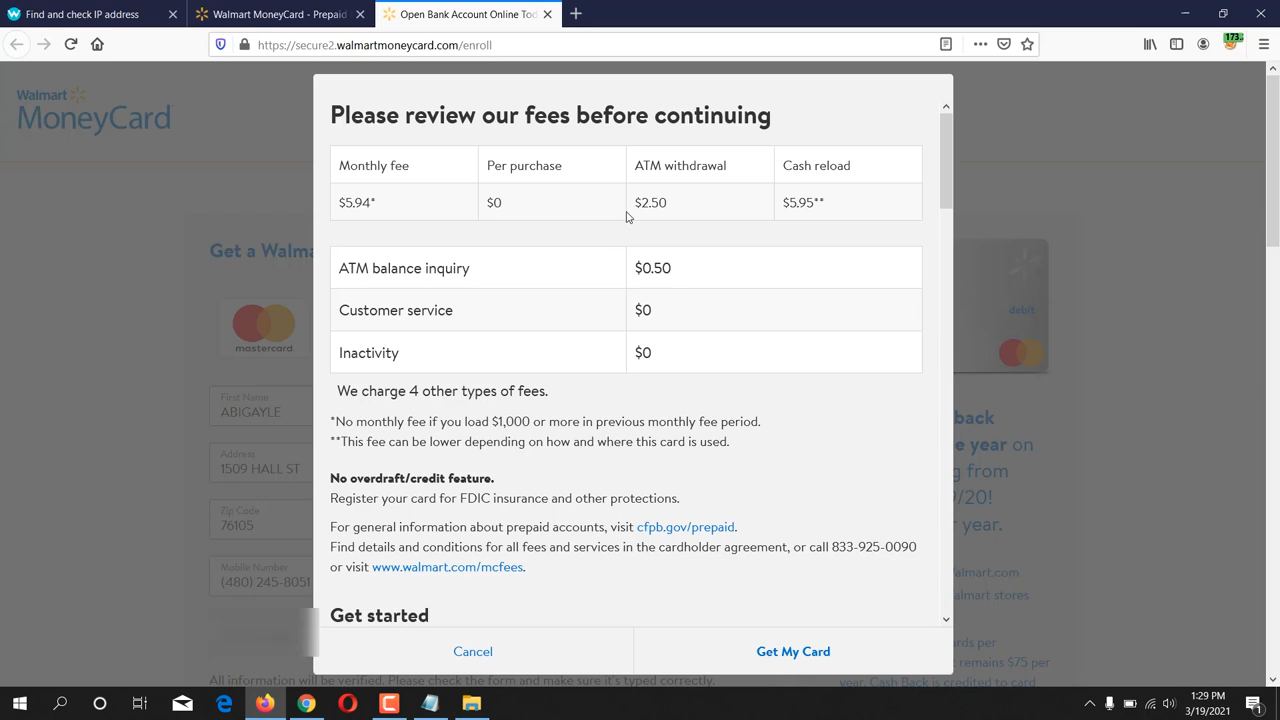 Find and check IP address
Walmart MoneyCard - Prepaid
Open Bank Account Online Tod
https://secure2.walmartmoneycard.com/enroll
173..
Walmart
MoneyCard
Please review our fees before continuing
Monthly fee Per purchase ATM withdrawal Cash reload
$5.94* $0 $2.50 $5.95**
ATM balance inquiry $0.50
Customer service $0
Inactivity $0
We charge 4 other types of fees.
*No monthly fee if you load $1,000 or more in previous monthly fee period.
**This fee can be lower depending on how and where this card is used.
No overdraft/credit feature.
Register your card for FDIC insurance and other protections.
For general information about prepaid accounts, visit cfpb.gov/prepaid.
Find details and conditions for all fees and services in the cardholder agreement, or call 833-925-0090
or visit www.walmart.com/mcfees.
Get started
Cancel Get My Card
Get a Walm
mastercard
First Name
ABIGAYLE
Address
1509 HALL ST
Zip Code
76105
Mobile Number
(480) 245-8051
All information will be verified. Please check the form and make sure it's typed correctly.
debit
back
e year on
g from
9/20!
r year.
almart.com
almart stores
ards per
t remains $75 per
year. Cash Back is credited to card
1:29 PM
3/19/2021
1